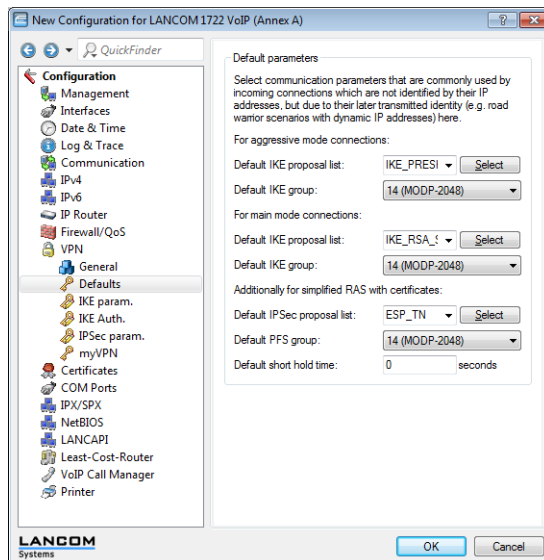 New Configuration for LANCOM 1722 VoIP (Annex A)
QuickFinder
Configuration
Management
Interfaces
Date & Time
Log & Trace
Communication
IPv4
IPv6
IP Router
Firewall/QoS
VPN
General
Defaults
IKE param.
IKE Auth.
IPSec param.
myVPN
Certificates
COM Ports
IPX/SPX
NetBIOS
LANCAPI
Least-Cost-Router
VoIP Call Manager
Printer
Default parameters
Select communication parameters that are commonly used by
incoming connections which are not identified by their IP
addresses, but due to their later transmitted identity (e.g. road
warrior scenarios with dynamic IP addresses) here.
For aggressive mode connections:
Default IKE proposal list: IKE_PRESI Select
Default IKE group: 14 (MODP-2048)
For main mode connections:
Default IKE proposal list: IKE_RSA_S Select
Default IKE group: 14 (MODP-2048)
Additionally for simplified RAS with certificates:
Default IPSec proposal list: ESP_TN Select
Default PFS group: 14 (MODP-2048)
Default short hold time: 0 seconds
LANCOM
Systems
OK Cancel